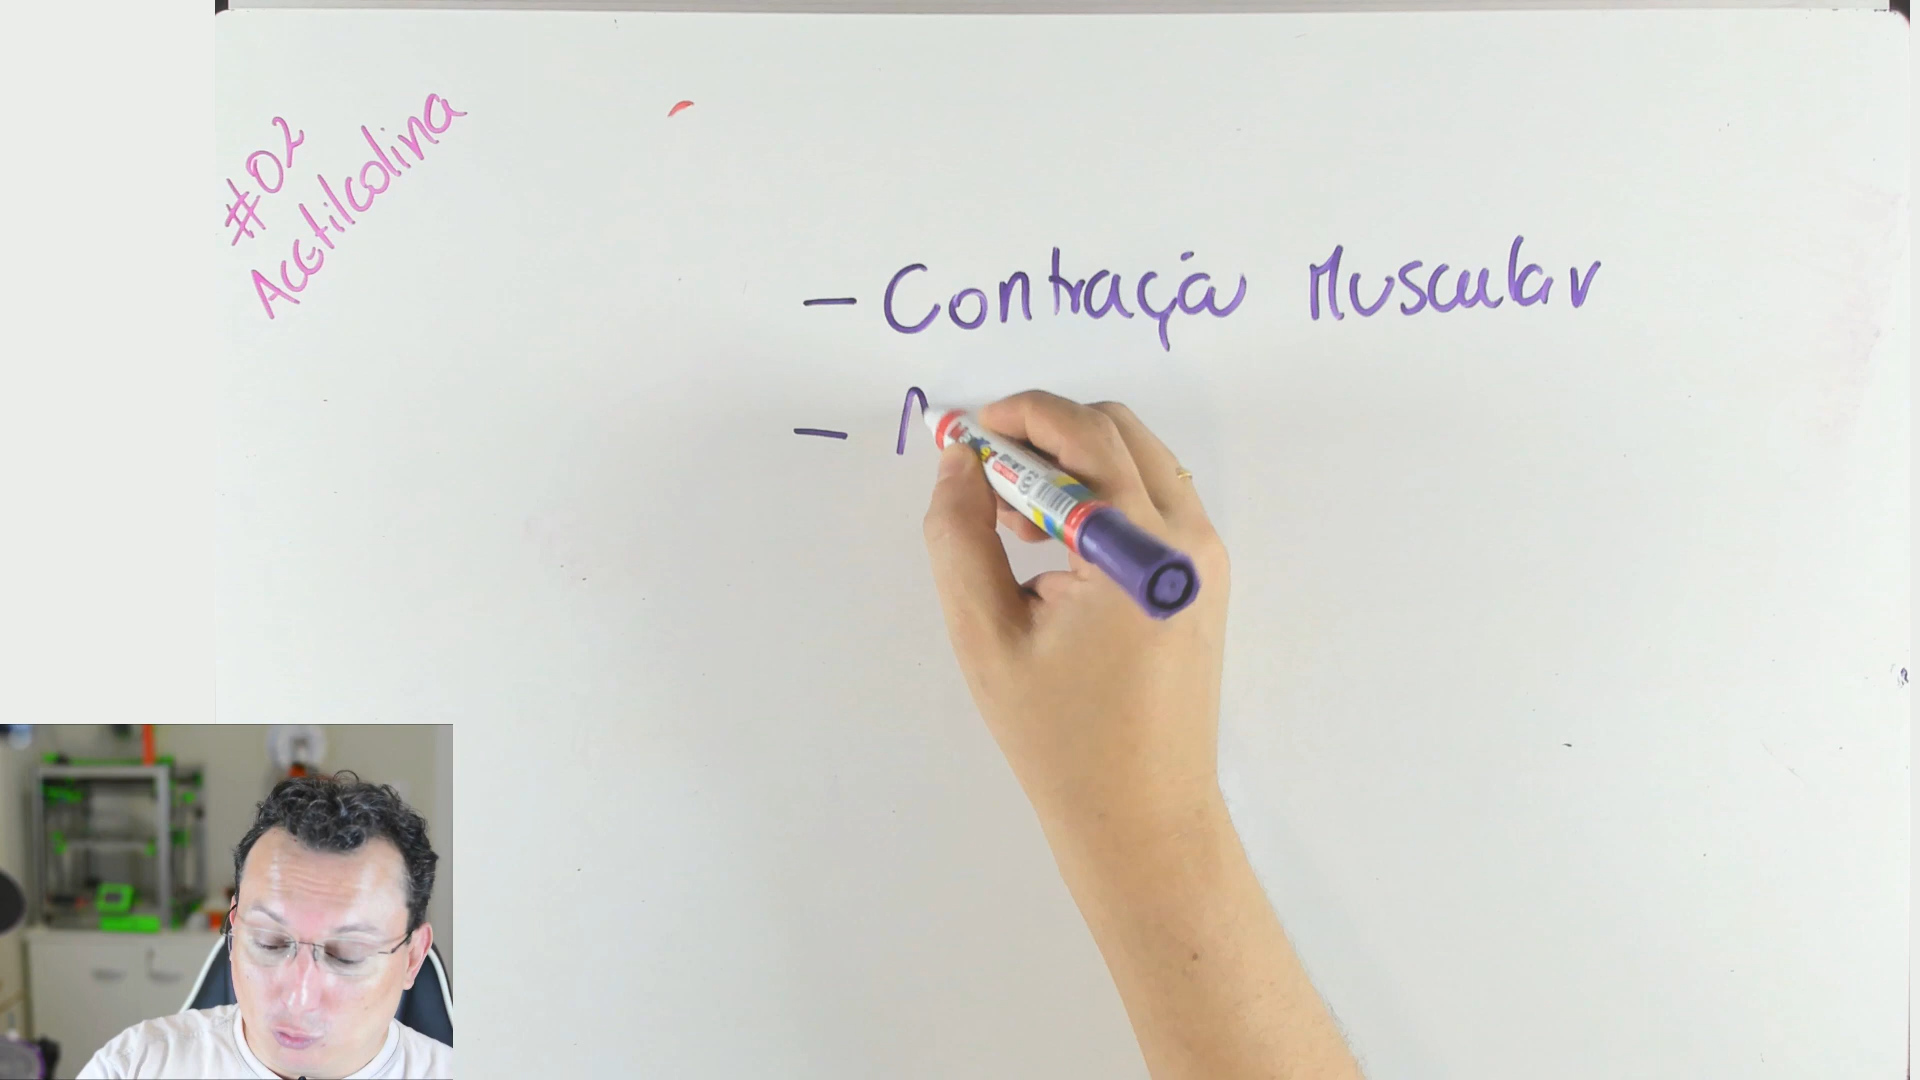 #02
Acetilcolina
- Contração Muscular
-